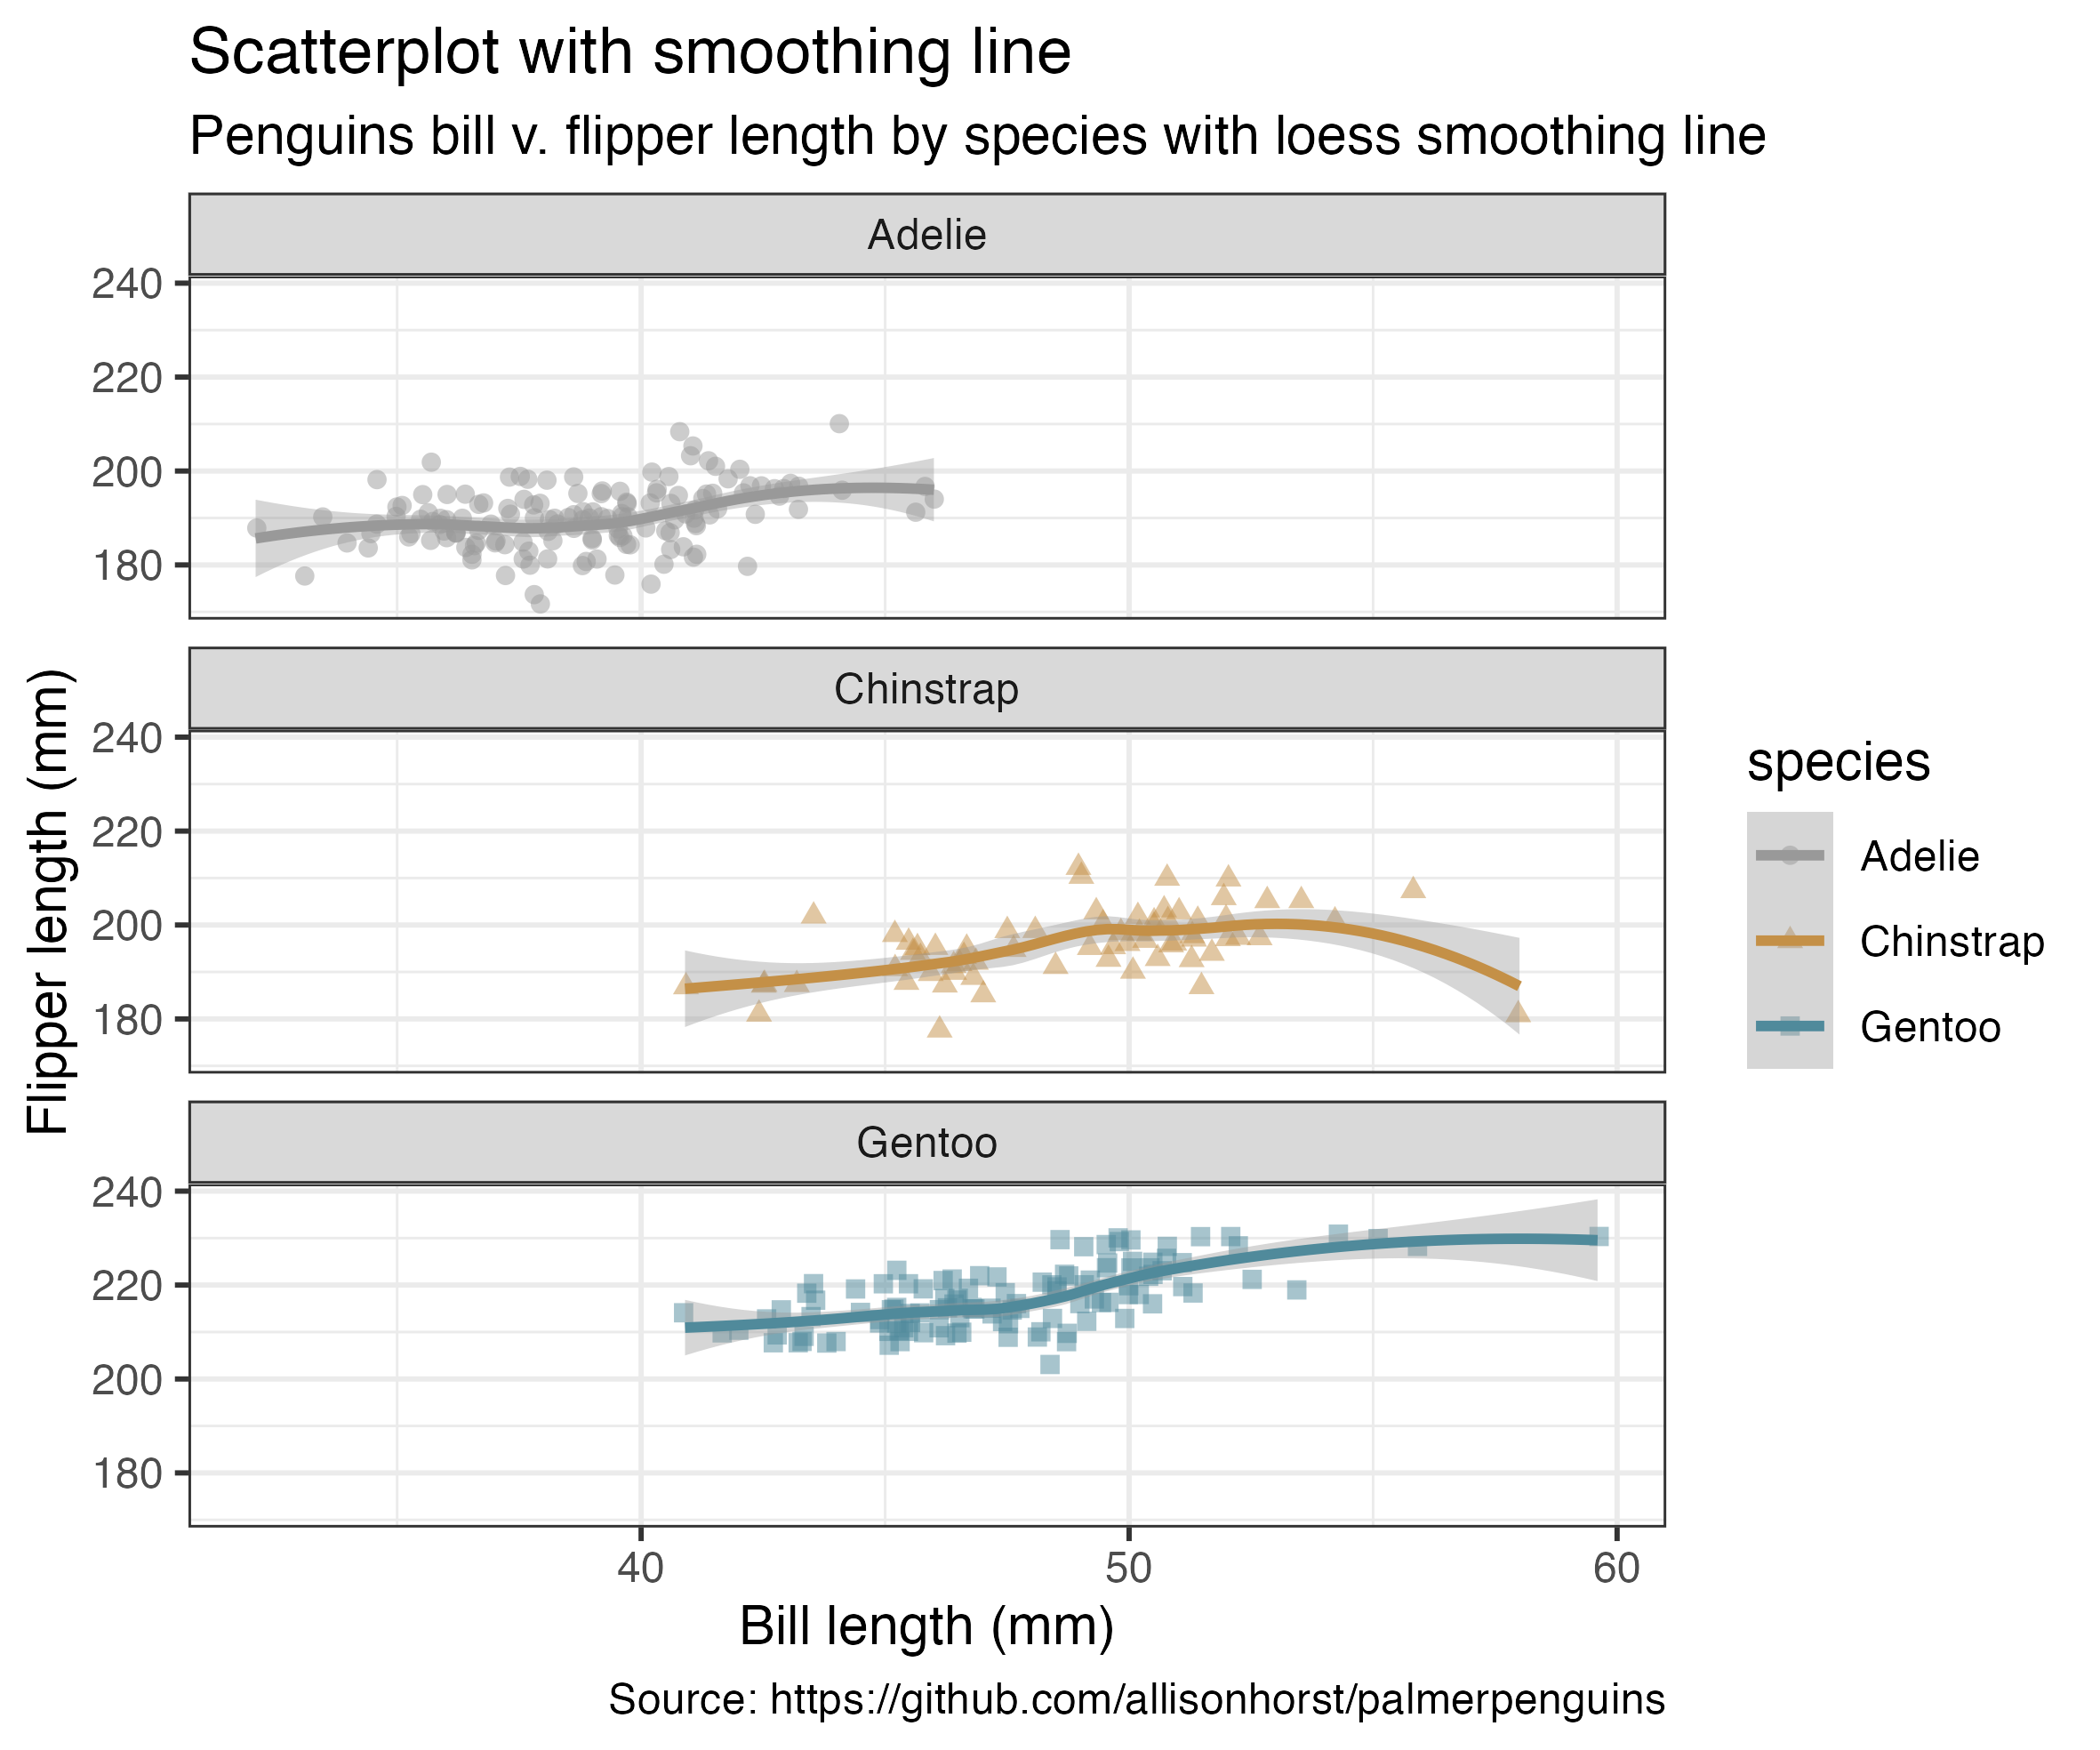 Scatterplot with smoothing line
Penguins bill v. flipper length by species with loess smoothing line
Adelie
240
220
200
180
Chinstrap
240
220
200
180
Gentoo
240
220
200
180
40 50 60
Flipper length (mm)
Bill length (mm)
species
Adelie
Chinstrap
Gentoo
Source: https://github.com/allisonhorst/palmerpenguins